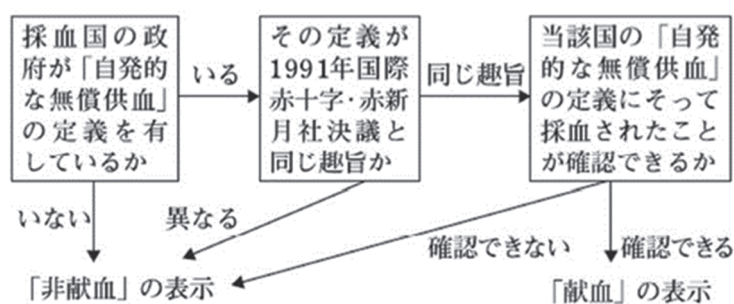 採血国の政
府が「自発的
な無償供血」
の定義を有
しているか
いる
その定義が
1991年国際
赤十字·赤新
月社決議と
同じ趣旨か
同じ趣旨
当該国の「自発
的な無償供血」
の定義にそって
採血されたこと
が確認できるか
いない
異なる
確認できない
確認できる
「非献血」の表示
「献血」の表示